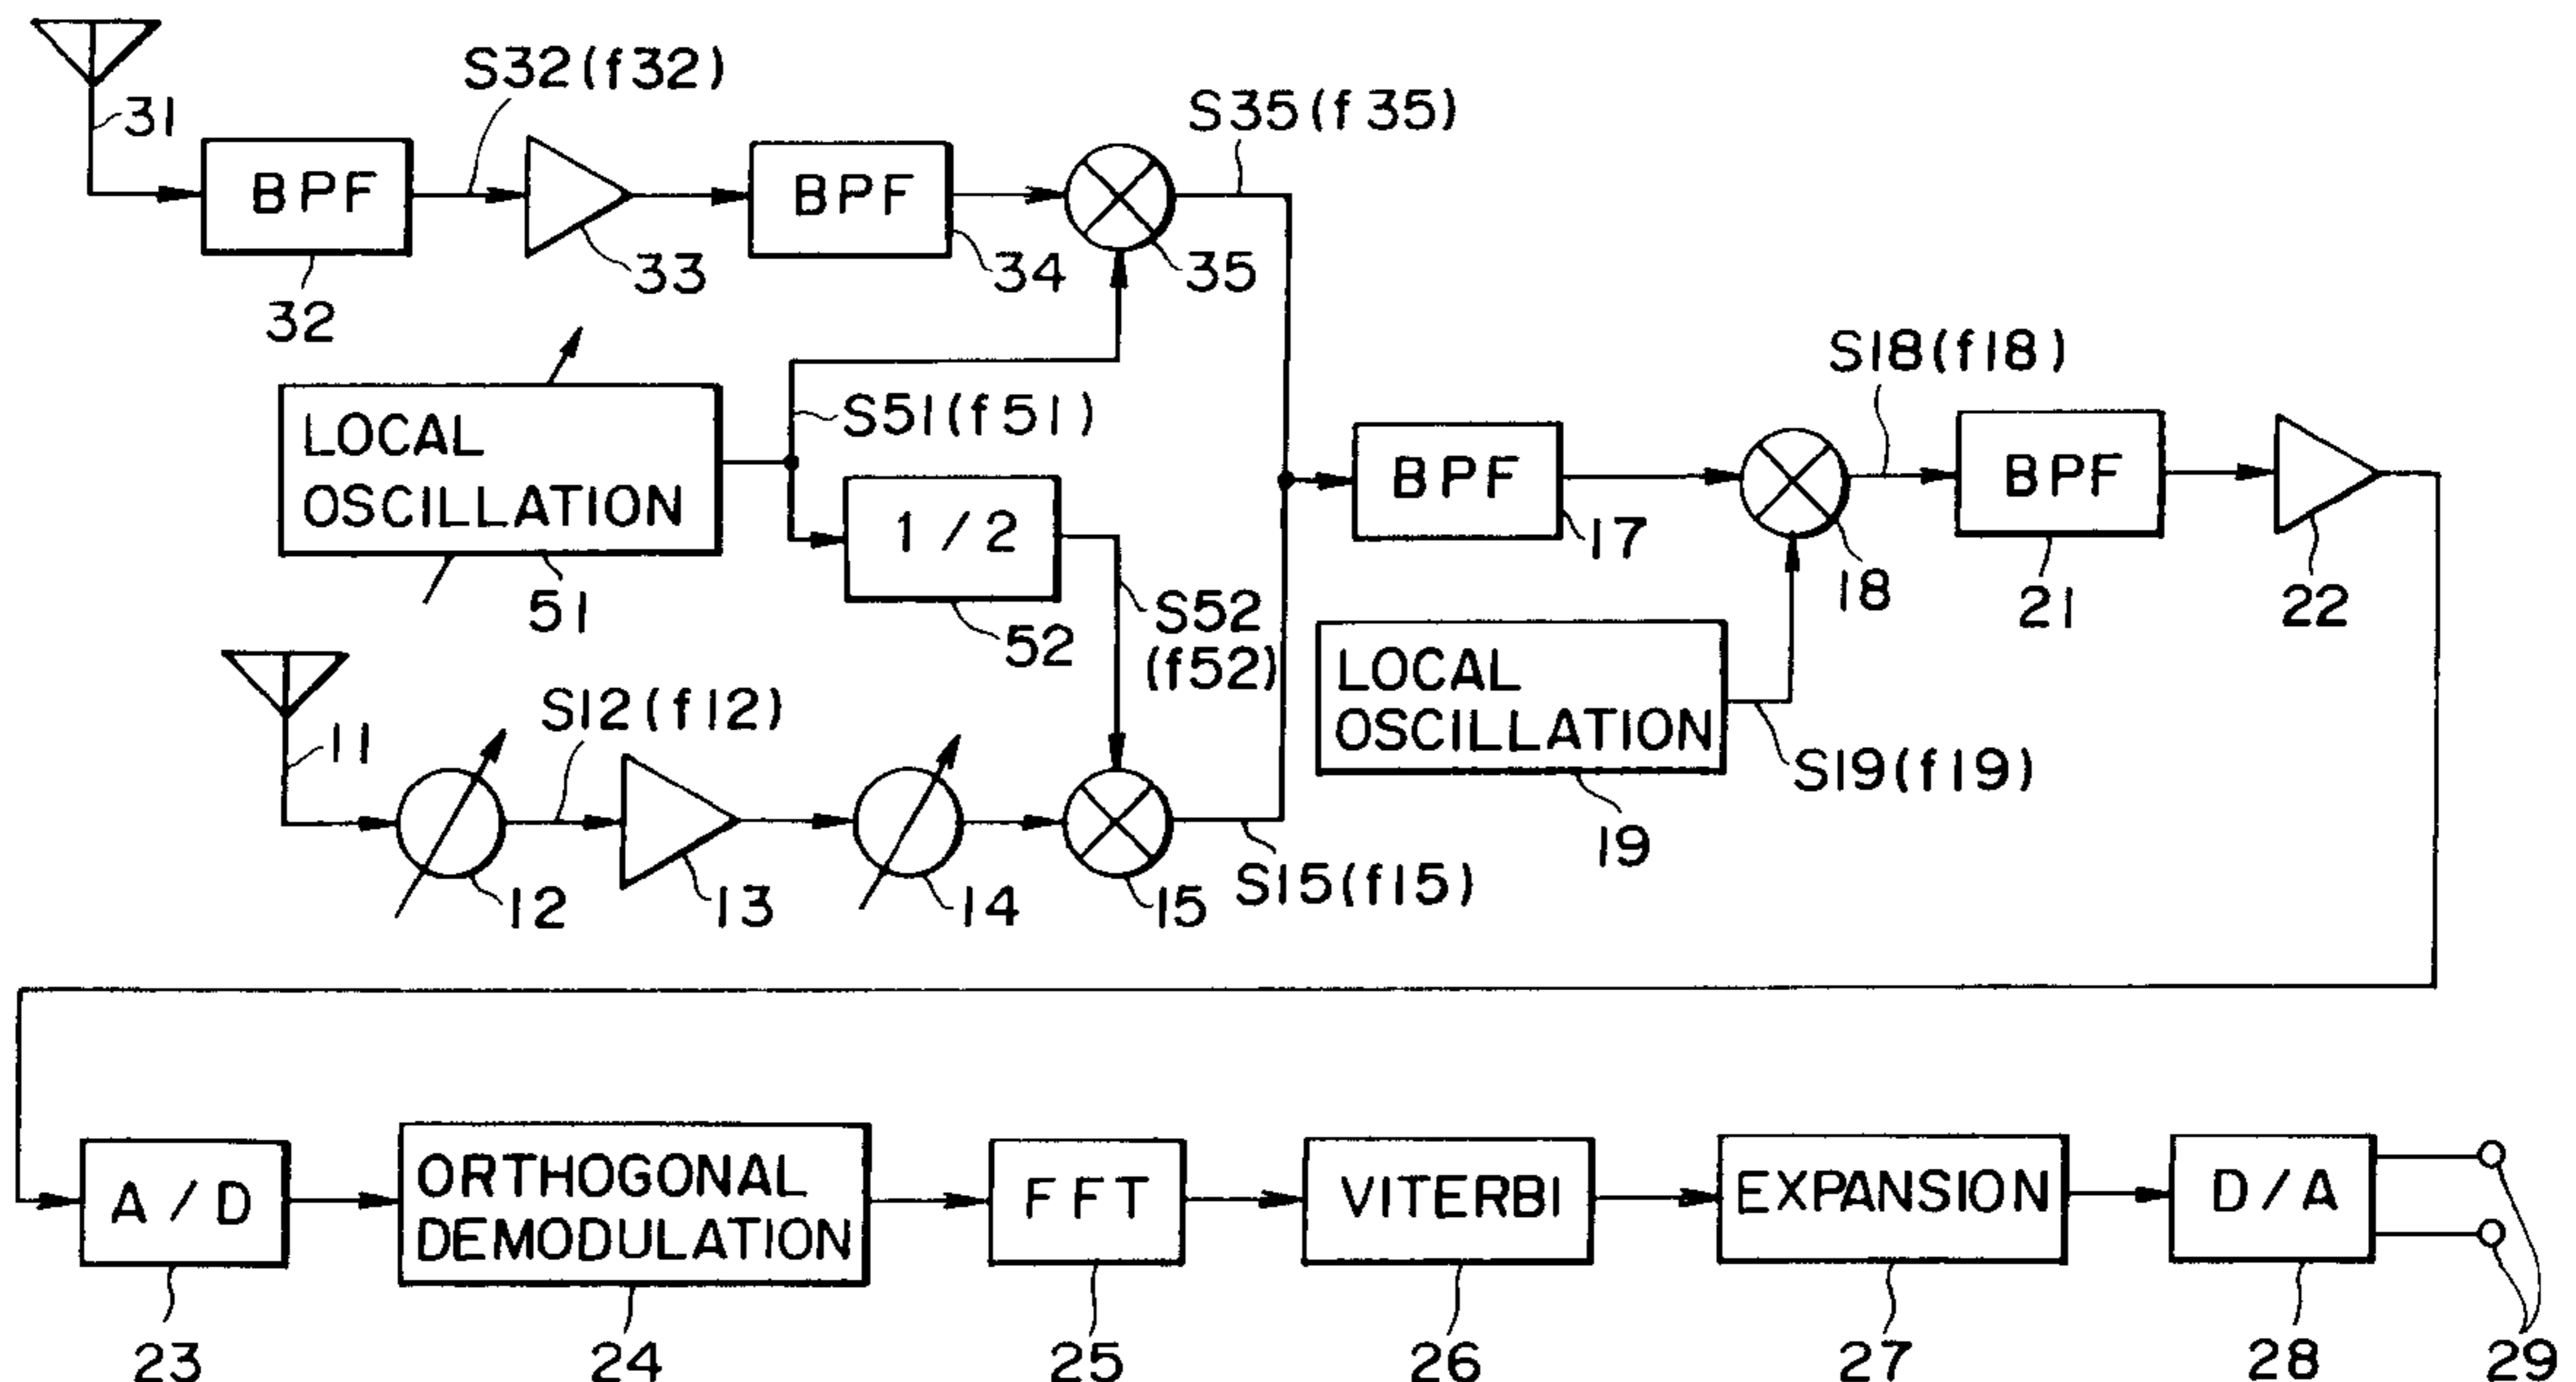 S32(f32)
31
S35(f35)
BPF
BPF
32
33
34
35
S18(f18)
LOCAL
OSCILLATION
51
S51(f51)
1/2
52
S52
(f52)
BPF
17
18
BPF
21
22
LOCAL
OSCILLATION
19
S19(f19)
11
S12(f12)
12
13
14
15
S15(f15)
A/D
23
ORTHOGONAL
DEMODULATION
24
FFT
25
VITERBI
26
EXPANSION
27
D/A
28
29